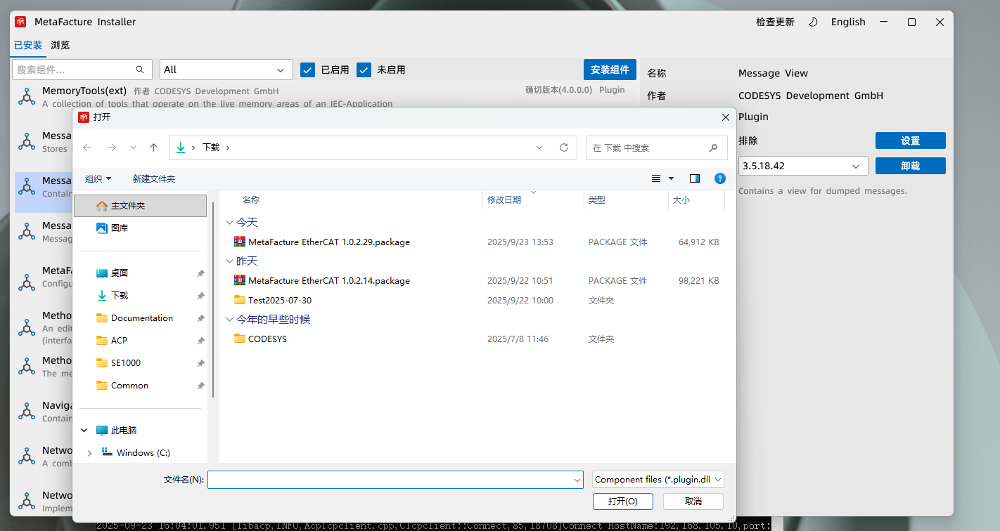 MetaFacture Installer
检查更新
English
已安装 浏览
搜索组件...
All
已启用
未启用
安装组件
MemoryTools(ext) 作者 CODESYS Development GmbH
确切版本(4.0.0.0) Plugin
A collection of tools that operate on the live memory areas of an IEC-Application
Messa
Stores
Messa
Contain
Messa
Messag
MetaFa
Configu
Metho
An edit
(interfa
Metho
The me
Naviga
Contain
Netwo
A comb
Netwo
Implem
名称
Message View
作者
CODESYS Development GmbH
Plugin
排除
设置
3.5.18.42
卸载
Contains a view for dumped messages.
打开
下载
在 下载 中搜索
组织
新建文件夹
主文件夹
图库
桌面
下载
Documentation
ACP
SE1000
Common
此电脑
Windows (C:)
名称
修改日期
类型
大小
今天
MetaFacture EtherCAT 1.0.2.29.package
2025/9/23 13:53
PACKAGE 文件
64,912 KB
昨天
MetaFacture EtherCAT 1.0.2.14.package
2025/9/22 10:51
PACKAGE 文件
98,221 KB
Test2025-07-30
2025/9/22 10:00
文件夹
今年的早些时候
CODESYS
2025/7/8 11:46
文件夹
文件名(N):
Component files (*.plugin.dll
打开(O)
取消
2025-09-23 16:04:01.951 [libacp,INFO,AcpTcpclient.cpp,CTcpclient::Connect,85,18708]Connect HostName:192.168.105.10,port: